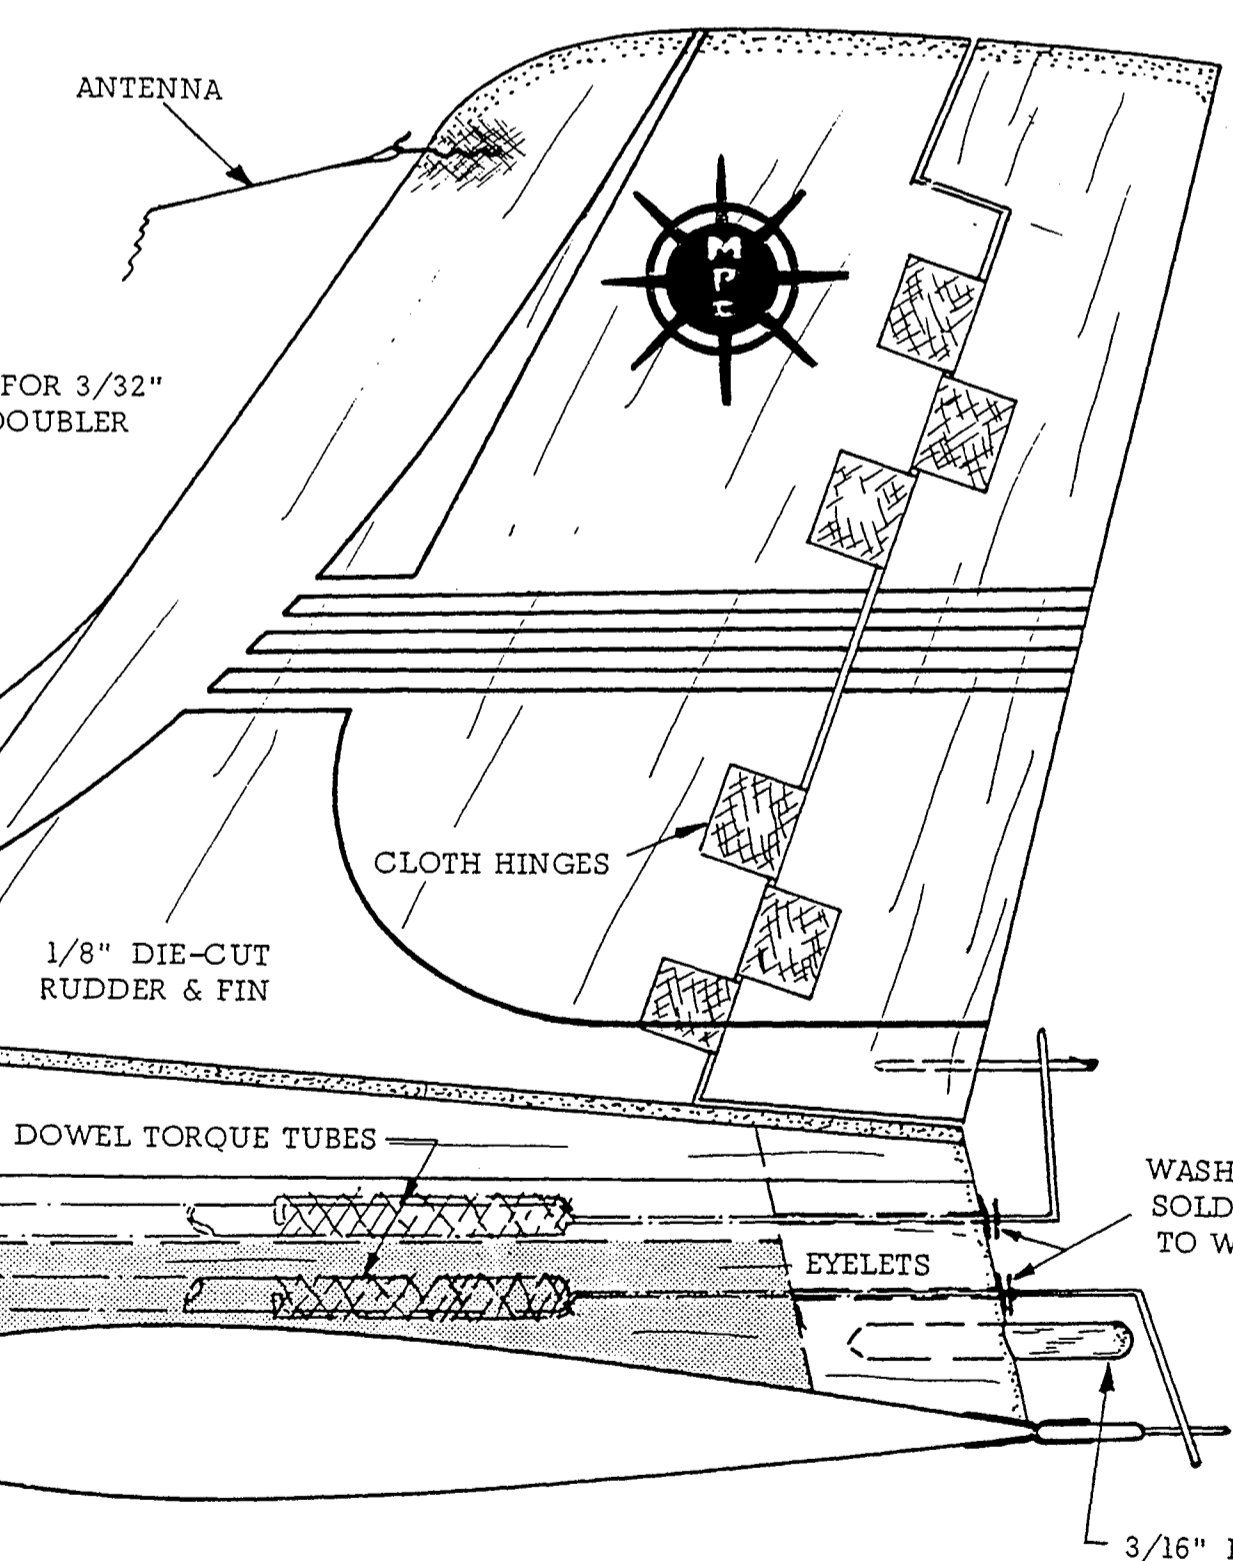 ANTENNA
M
P
C
FOR 3/32"
DOUBLER
CLOTH HINGES
1/8" DIE-CUT
RUDDER & FIN
DOWEL TORQUE TUBES
EYELETS
WASH
SOLD
TO W
3/16"